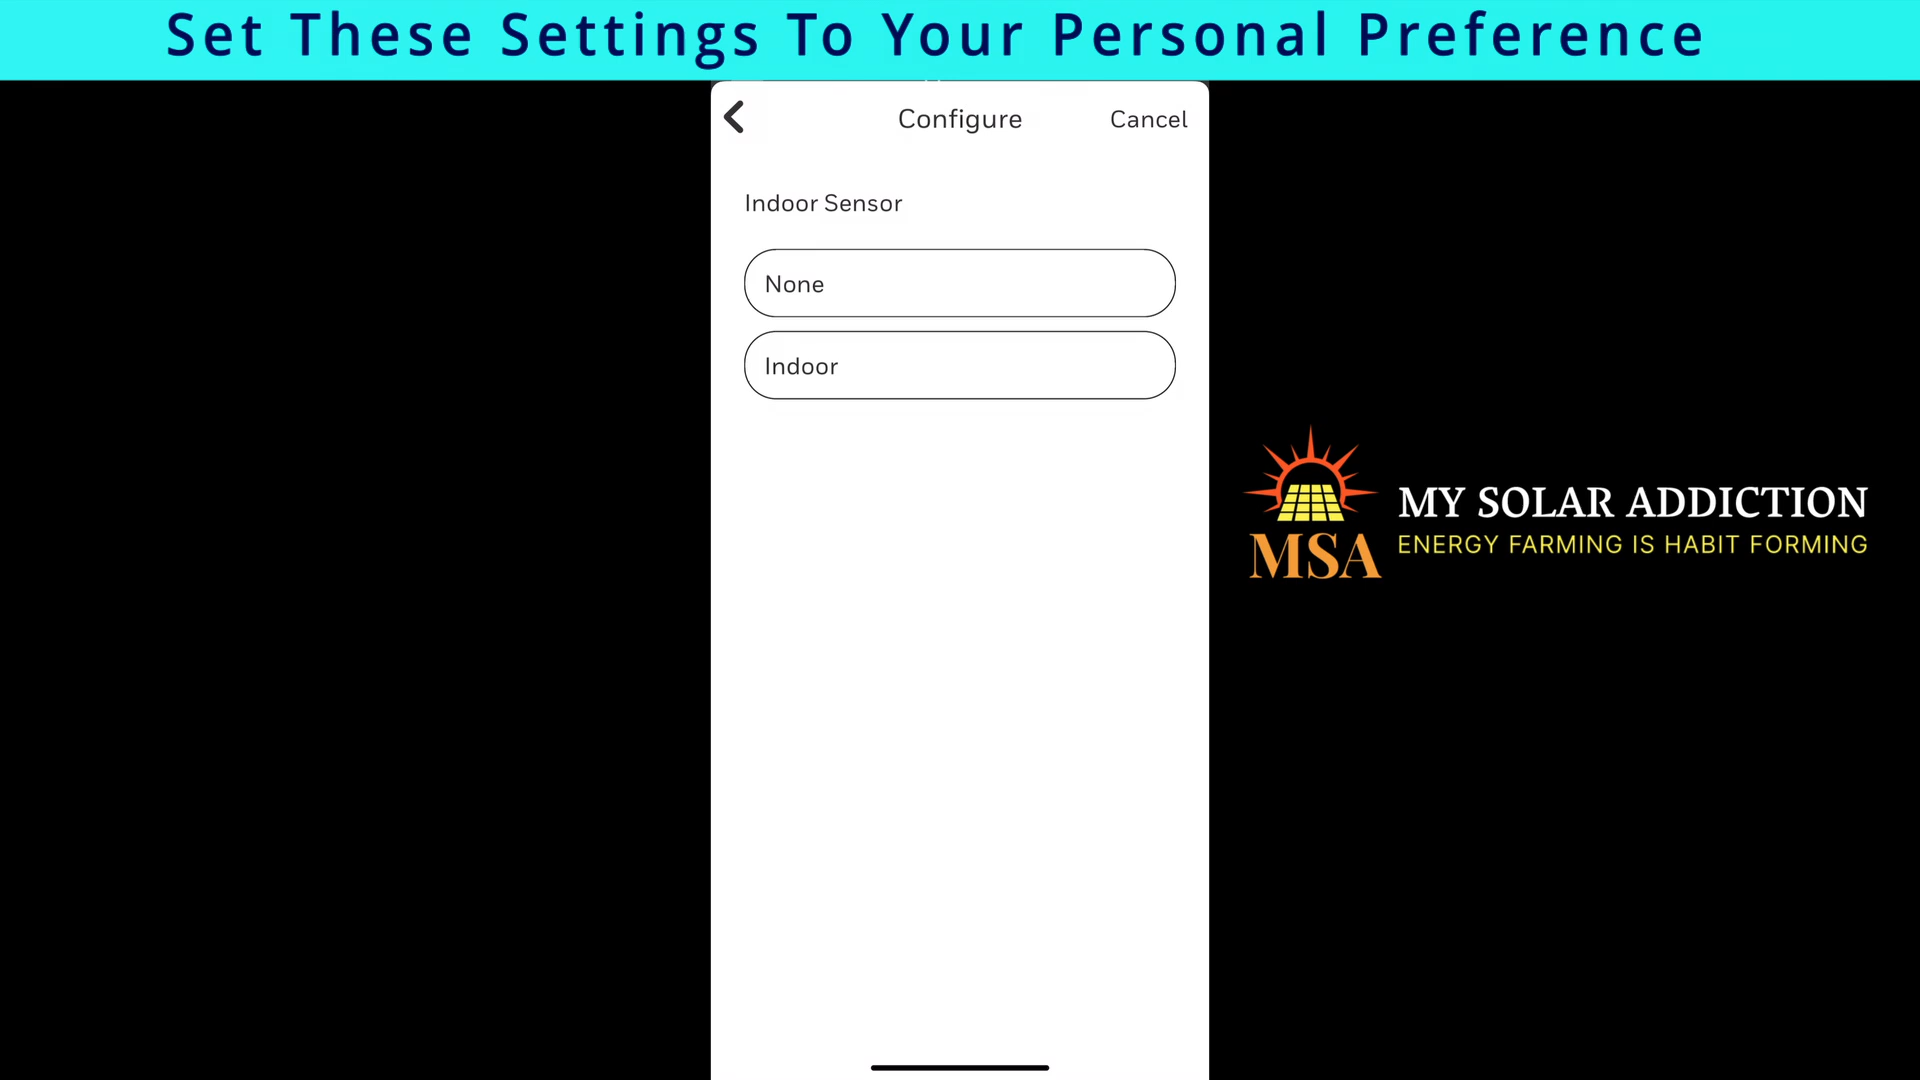 Set These Settings To Your Personal Preference
Configure
Cancel
Indoor Sensor
None
Indoor
MY SOLAR ADDICTION
ENERGY FARMING IS HABIT FORMING
MSA